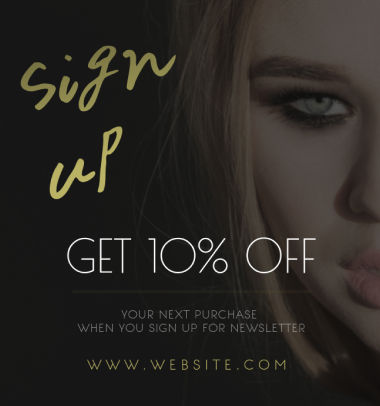 sign
up
GET 10% OFF
YOUR NEXT PURCHASE
WHEN YOU SIGN UP FOR NEWSLETTER
WWW.WEBSITE.COM